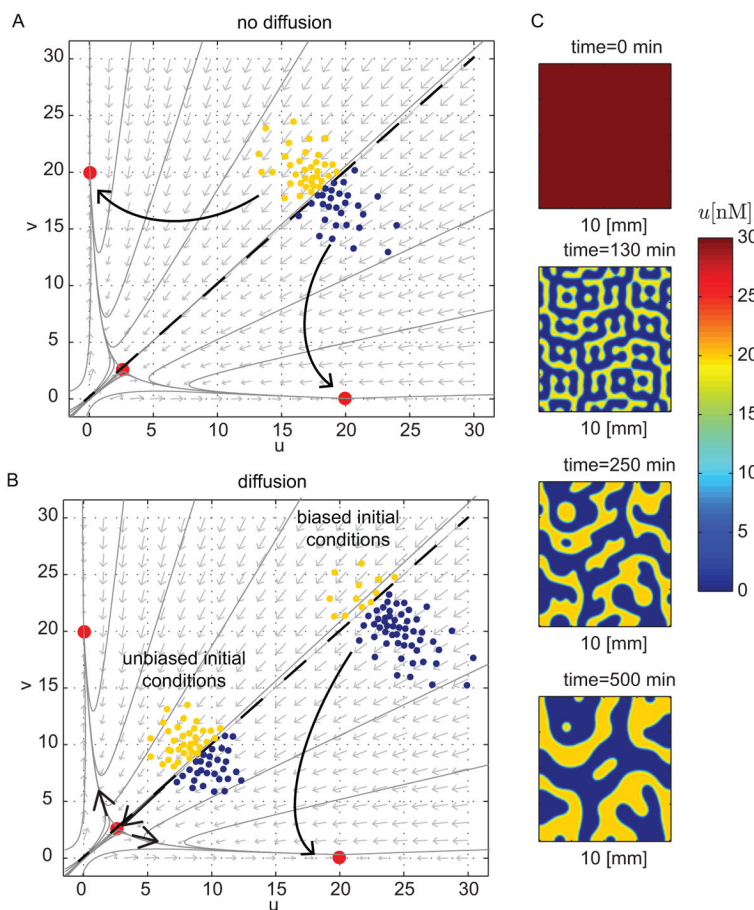 A
no diffusion
30
25
20
v
15
10
5
0
0 5 10 15 20 25 30
u
B
diffusion
30
biased initial
conditions
25
20
unbiased initial
conditions
v
15
10
5
0
0 5 10 15 20 25 30
u
C
time=0 min
10 [mm]
time=130 min
10 [mm]
time=250 min
10 [mm]
time=500 min
10 [mm]
u[nM]
30
25
20
15
10
5
0